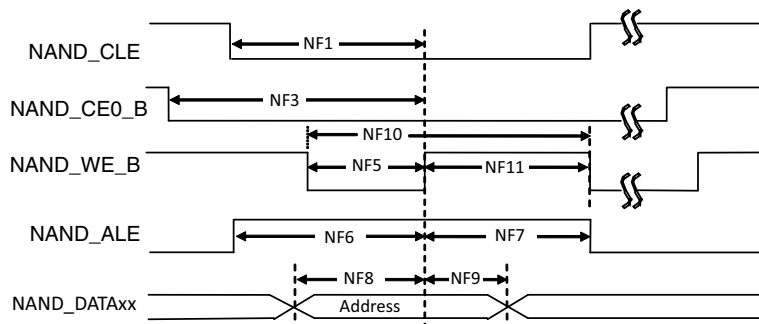 NF1
NAND_CLE
NF3
NAND_CE0_B
NF10
NAND_WE_B
NF5
NF11
NAND_ALE
NF6
NF7
NF8
NF9
NAND_DATAxx
Address